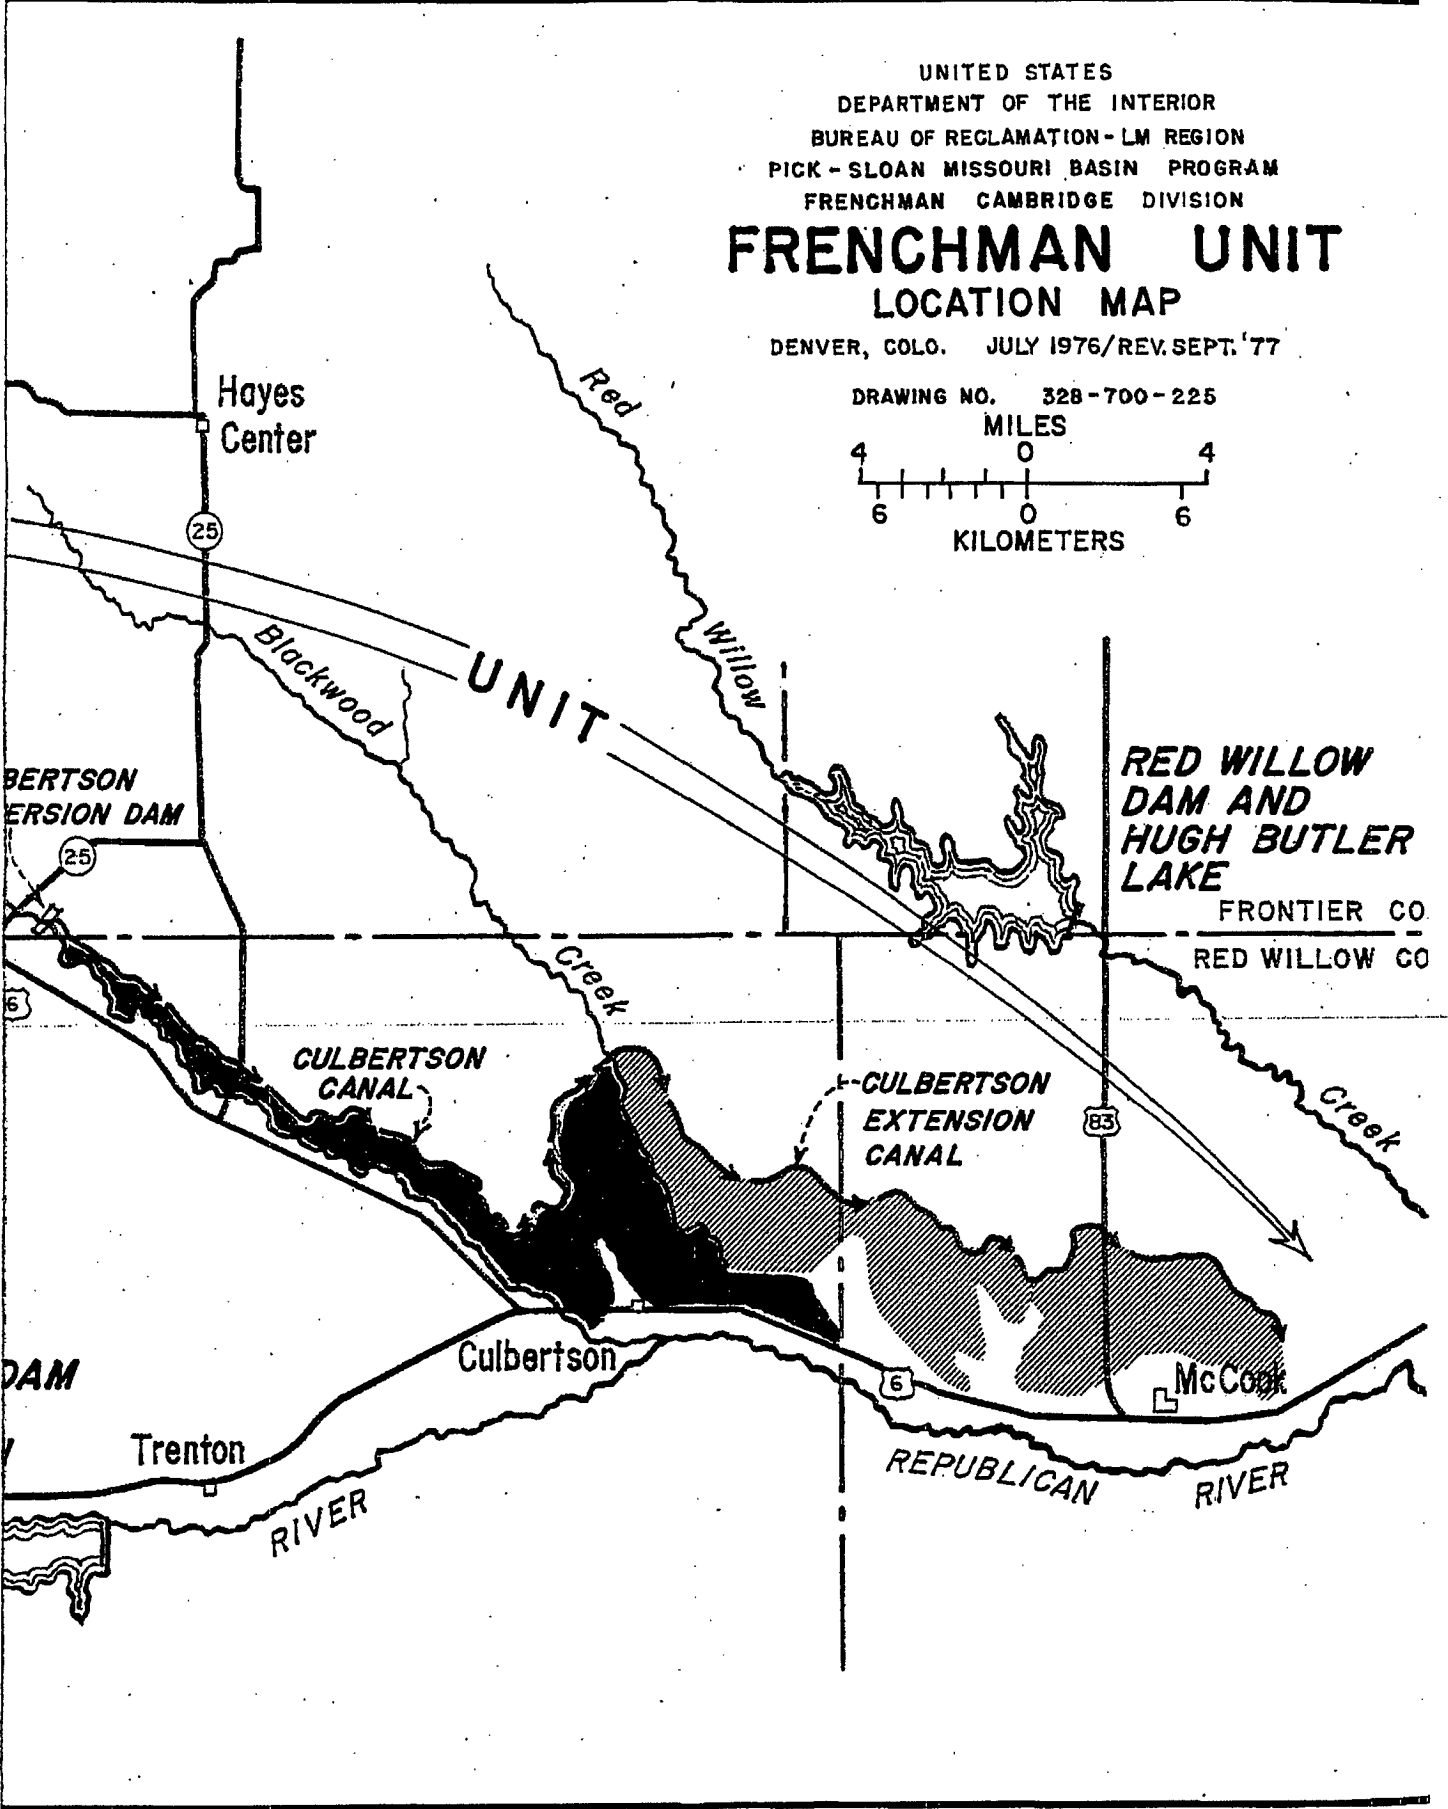 UNITED STATES
DEPARTMENT OF THE INTERIOR
BUREAU OF RECLAMATION-LM REGION
PICK-SLOAN MISSOURI BASIN PROGRAM
FRENCHMAN CAMBRIDGE DIVISION
FRENCHMAN UNIT
LOCATION MAP
DENVER, COLO. JULY 1976/REV. SEPT. '77
DRAWING NO. 328-700-225
MILES
4 0 4
6 0 6
KILOMETERS
Red
Willow
Creek
Hayes
Center
25
Blackwood
Creek
UNIT
BERTSON
ERSION DAM
25
RED WILLOW
DAM AND
HUGH BUTLER
LAKE
FRONTIER CO
RED WILLOW CO
6
CULBERTSON
CANAL
CULBERTSON
EXTENSION
CANAL
83
Culbertson
6
McCook
DAM
Trenton
RIVER
REPUBLICAN
RIVER